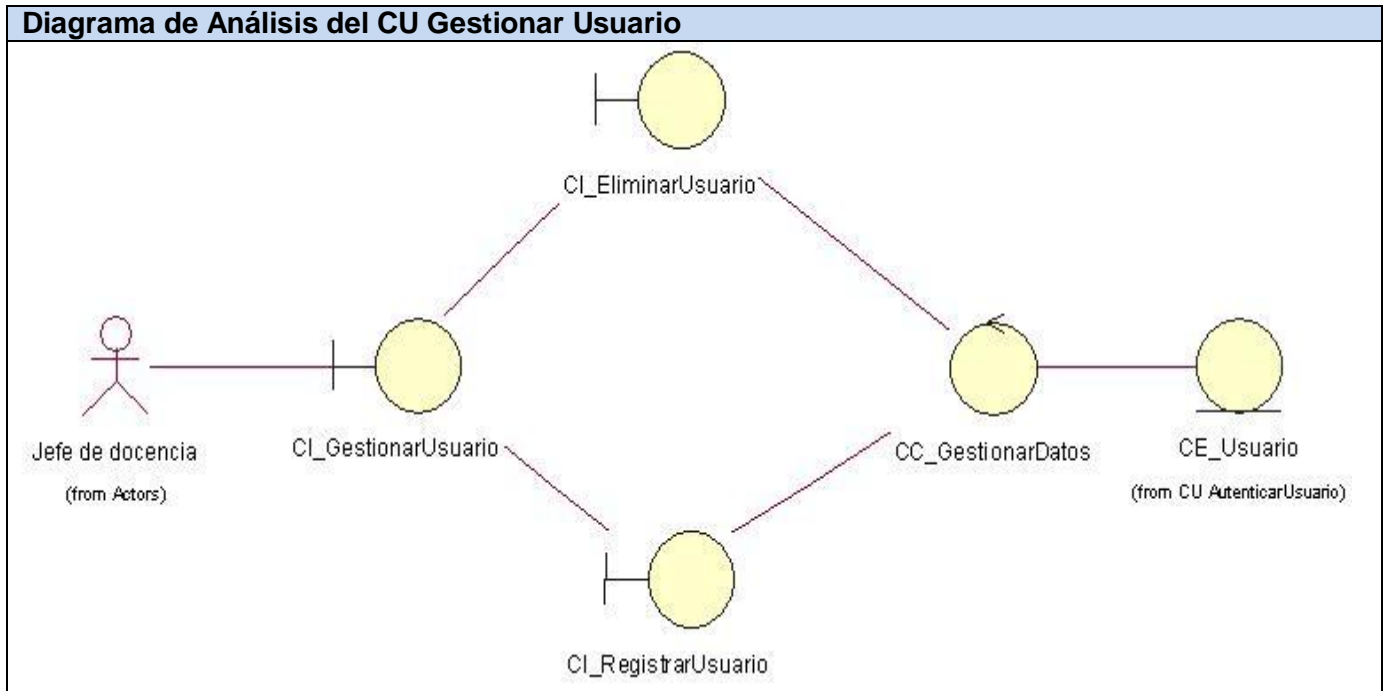 Diagrama de Análisis del CU Gestionar Usuario
CI_EliminarUsuario
Jefe de docencia
(from Actors)
CI_GestionarUsuario
CC_GestionarDatos
CE_Usuario
(from CU AutenticarUsuario)
CI_RegistrarUsuario